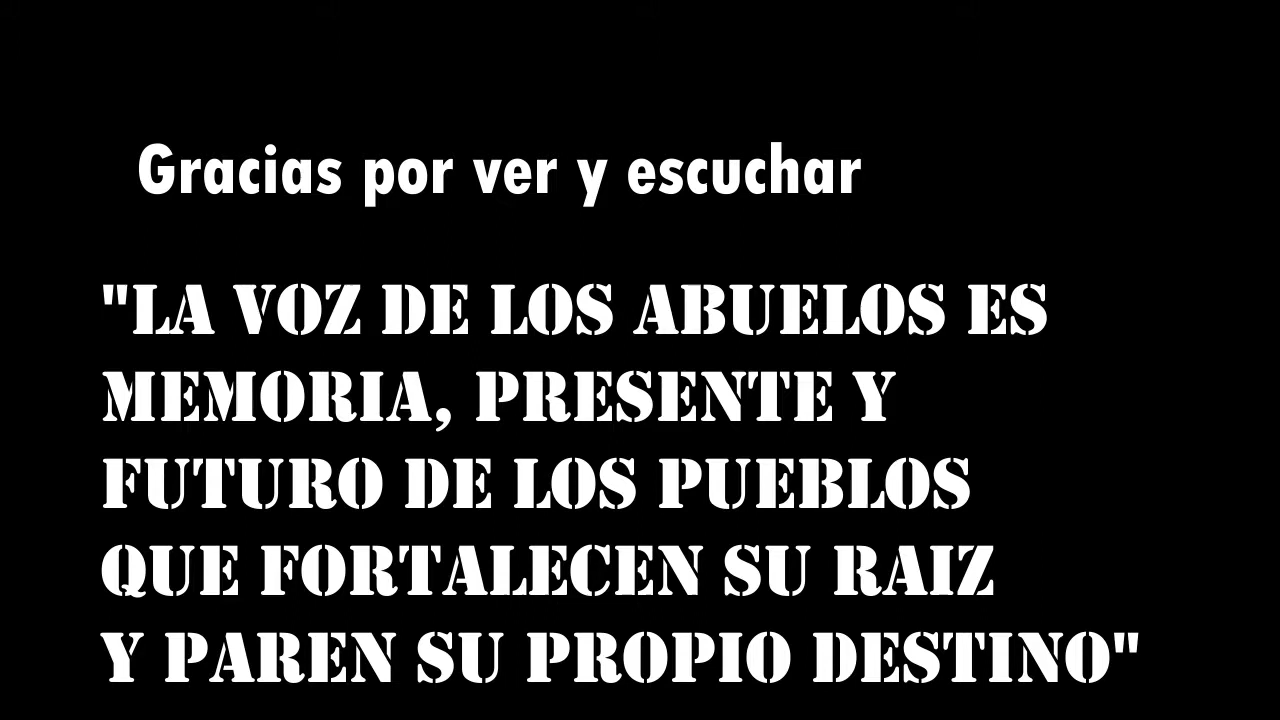 Gracias por ver y escuchar
"LA VOZ DE LOS ABUELOS ES
MEMORIA, PRESENTE Y
FUTURO DE LOS PUEBLOS
QUE FORTALECEN SU RAIZ
Y PAREN SU PROPIO DESTINO"